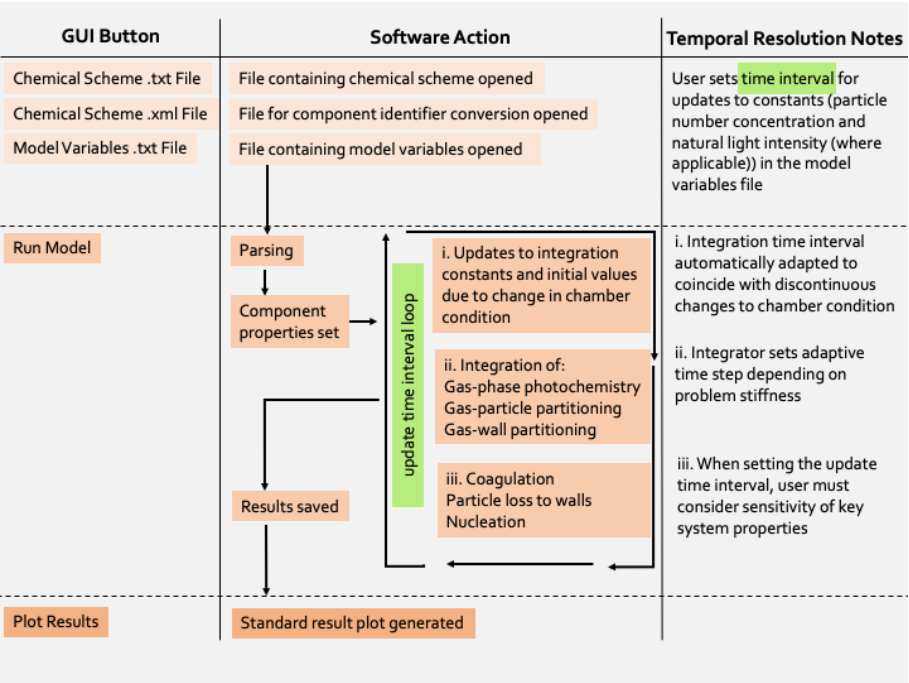 GUI Button
Software Action
Temporal Resolution Notes
Chemical Scheme .txt File
File containing chemical scheme opened
Chemical Scheme .xml File
File for component identifier conversion opened
Model Variables .txt File
File containing model variables opened
User sets time interval for
updates to constants (particle
number concentration and
natural light intensity (where
applicable)) in the model
variables file
Run Model
Parsing
Component
properties set
update time interval loop
i. Updates to integration
constants and initial values
due to change in chamber
condition
ii. Integration of:
Gas-phase photochemistry
Gas-particle partitioning
Gas-wall partitioning
iii. Coagulation
Particle loss to walls
Nucleation
Results saved
i. Integration time interval
automatically adapted to
coincide with discontinuous
changes to chamber condition
ii. Integrator sets adaptive
time step depending on
problem stiffness
iii. When setting the update
time interval, user must
consider sensitivity of key
system properties
Plot Results
Standard result plot generated